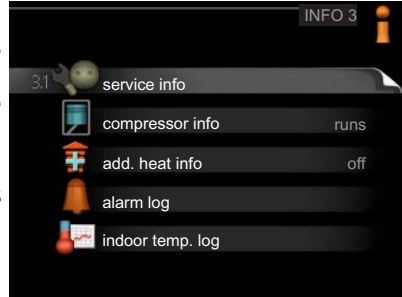 INFO 3
3.1 service info
compressor info runs
add. heat info off
alarm log
indoor temp. log